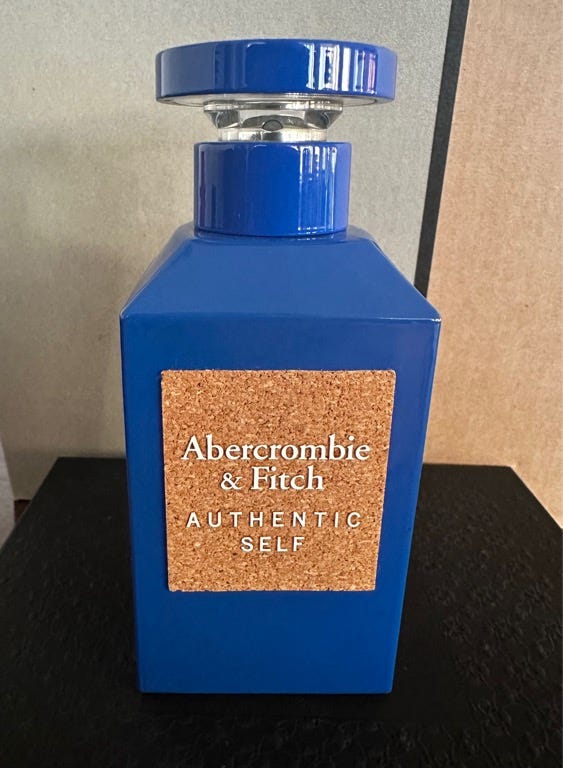 Abercrombie
& Fitch
AUTHENTIC
SELF